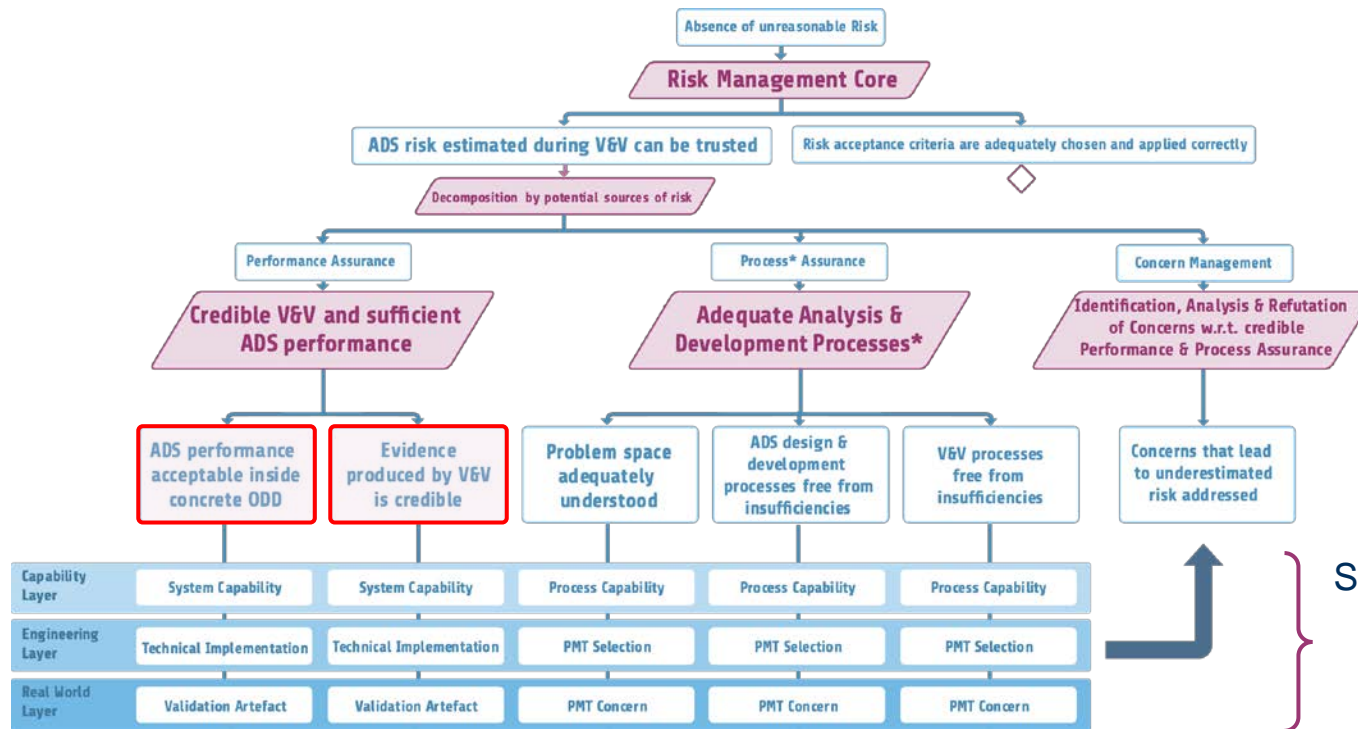 Absence of unreasonable Risk
Risk Management Core
ADS risk estimated during V&V can be trusted
Risk acceptance criteria are adequately chosen and applied correctly
Decomposition by potential sources of risk
Performance Assurance
Process* Assurance
Concern Management
Credible V&V and sufficient
ADS performance
Adequate Analysis &
Development Processes*
Identification, Analysis & Refutation
of Concerns w.r.t. credible
Performance & Process Assurance
ADS performance
acceptable inside
concrete ODD
Evidence
produced by V&V
is credible
Problem space
adequately
understood
ADS design &
development
processes free from
insufficiencies
V&V processes
free from
insufficiencies
Concerns that lead
to underestimated
risk addressed
Capability
Layer
System Capability
System Capability
Process Capability
Process Capability
Process Capability
S
Engineering
Layer
Technical Implementation
Technical Implementation
PMT Selection
PMT Selection
PMT Selection
Real World
Layer
Validation Artefact
Validation Artefact
PMT Concern
PMT Concern
PMT Concern